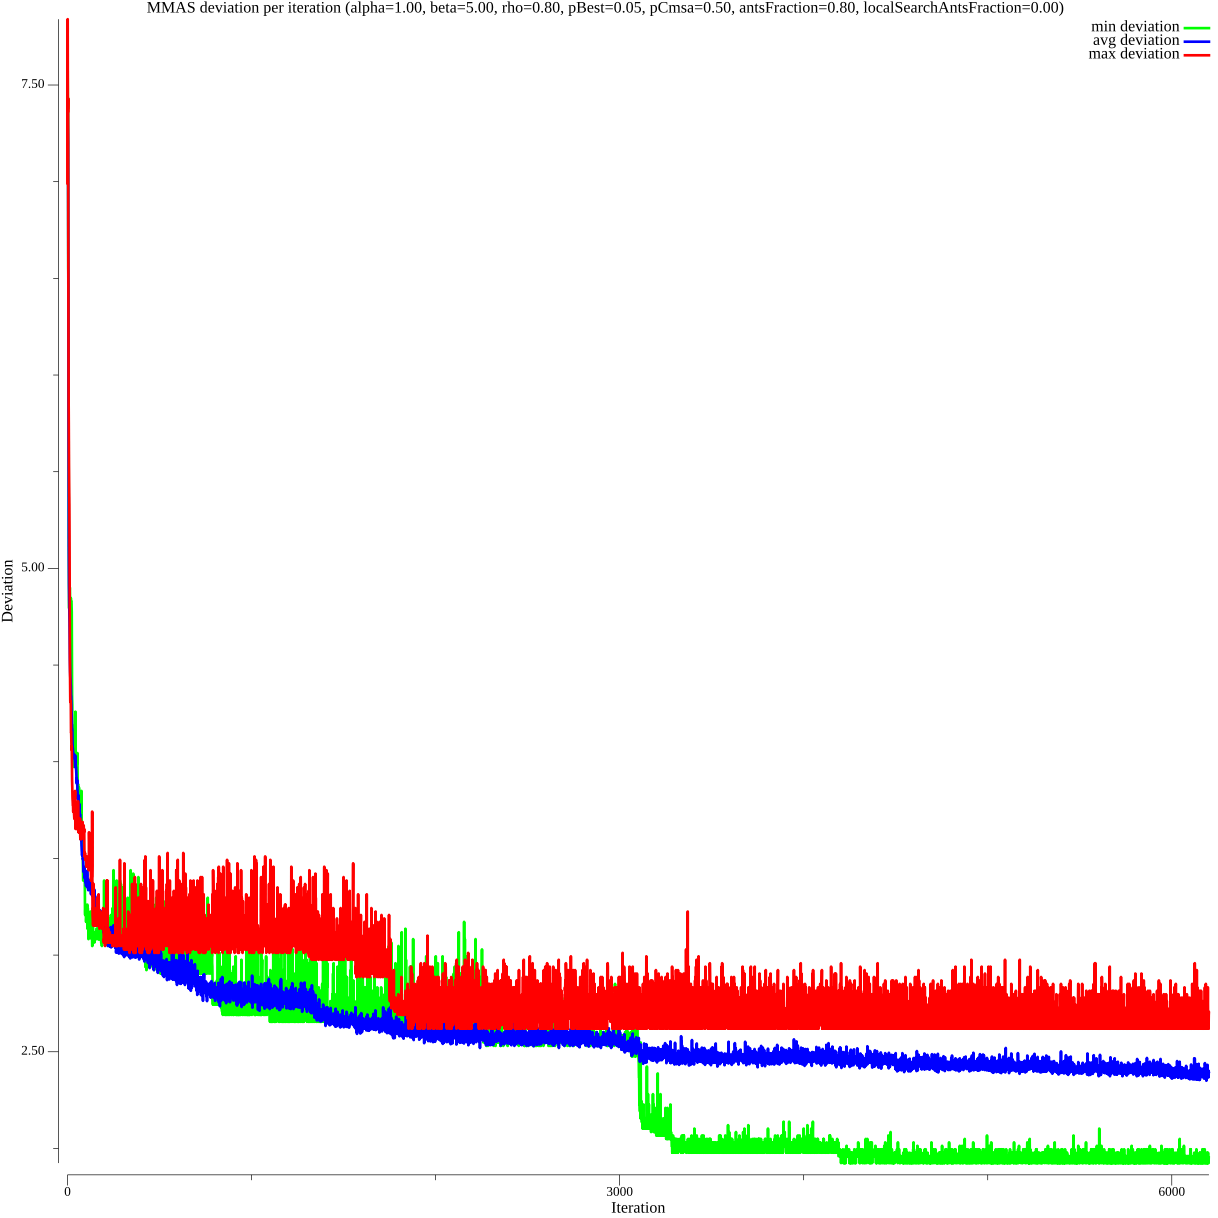 MMAS deviation per iteration (alpha=1.00, beta=5.00, rho=0.80, pBest=0.05, pCmsa=0.50, antsFraction=0.80, localSearchAntsFraction=0.00)
min deviation
avg deviation
max deviation
7.50
5.00
2.50
Deviation
0
3000
6000
Iteration